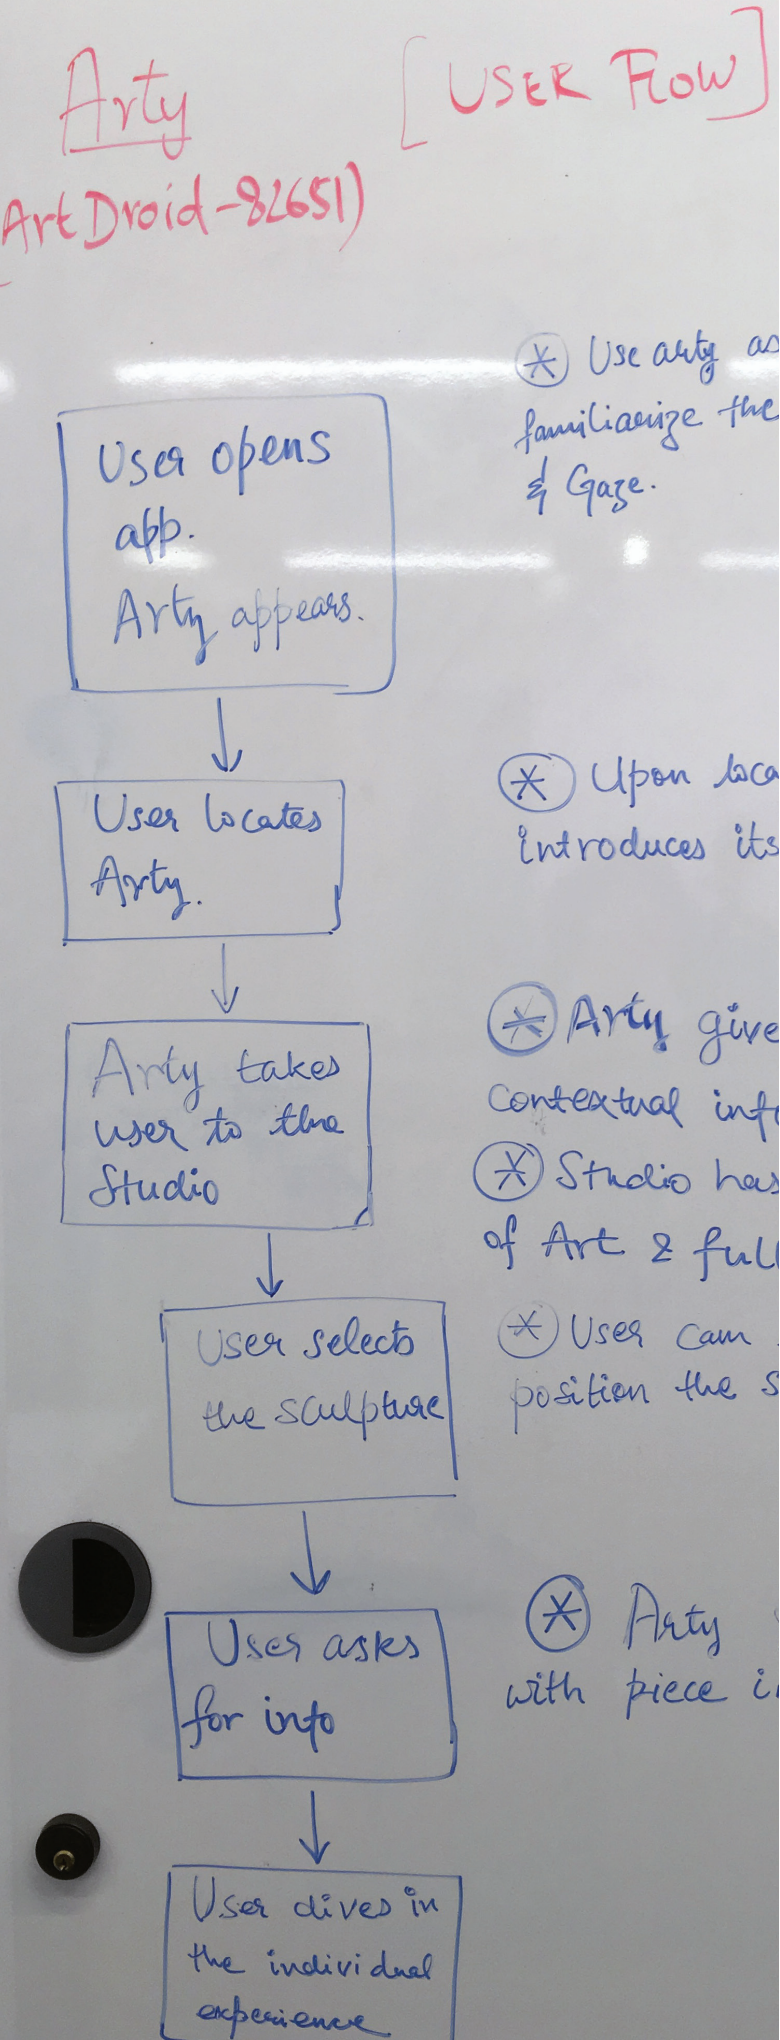 Arty
[USER FLOW]
(ArtDroid-82651)
User opens
app.
Arty appears.
User locates
Arty.
Arty takes
user to the
Studio
User selects
the sculpture
User asks
for info
User dives in
the individual
experience
* Use arty as
familiarize the
& Gaze.
* Upon loca
introduces its
* Arty give
contextual info
* Studio has
of Art & full
* User can
position the s
* Arty
with piece in